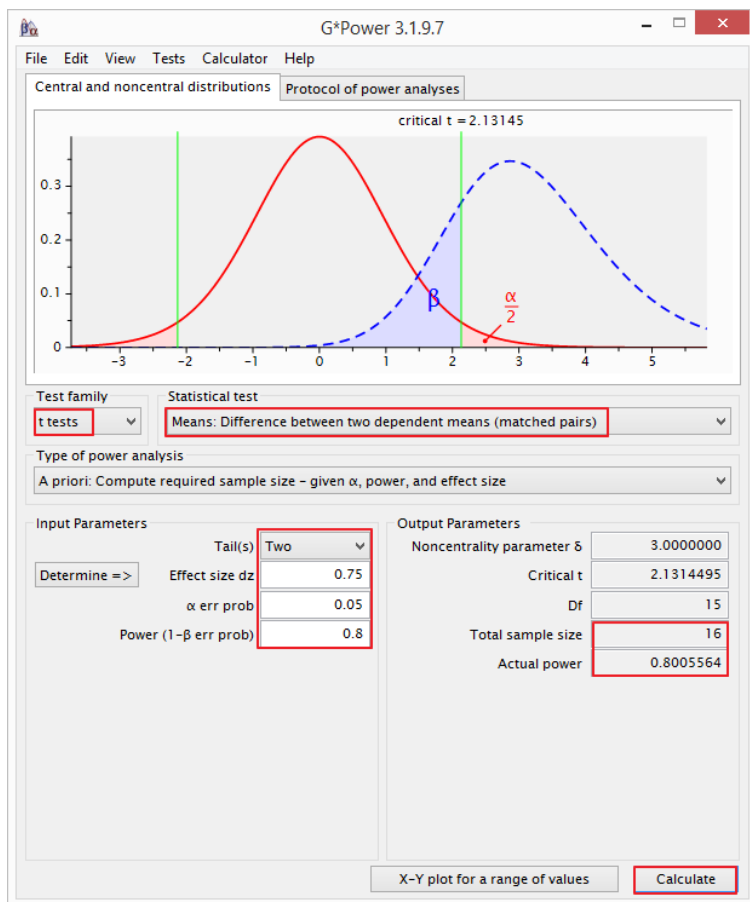 βα G*Power 3.1.9.7
File Edit View Tests Calculator Help
Central and noncentral distributions Protocol of power analyses
critical t = 2.13145
0.3
0.2
0.1
0
β
α
2
-3 -2 -1 0 1 2 3 4 5
Test family Statistical test
t tests Means: Difference between two dependent means (matched pairs)
Type of power analysis
A priori: Compute required sample size – given α, power, and effect size
Input Parameters Output Parameters
Tail(s) Two Noncentrality parameter δ 3.0000000
Determine => Effect size dz 0.75 Critical t 2.1314495
α err prob 0.05 Df 15
Power (1-β err prob) 0.8 Total sample size 16
Actual power 0.8005564
X-Y plot for a range of values Calculate